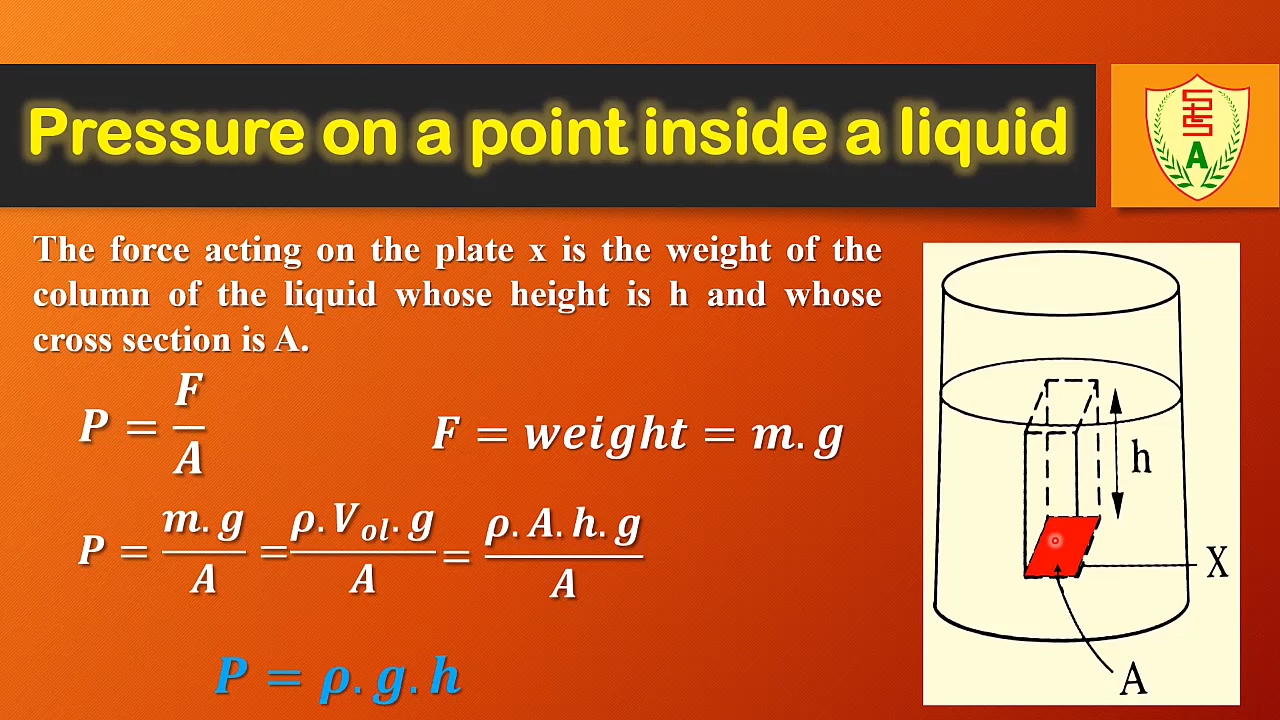 Pressure on a point inside a liquid
A
The force acting on the plate x is the weight of the
column of the liquid whose height is h and whose
cross section is A.
P = F/A
F = weight = m. g
P = m. g/A = ρ. V_ol. g/A = ρ. A. h. g/A
P = ρ. g. h
h
X
A